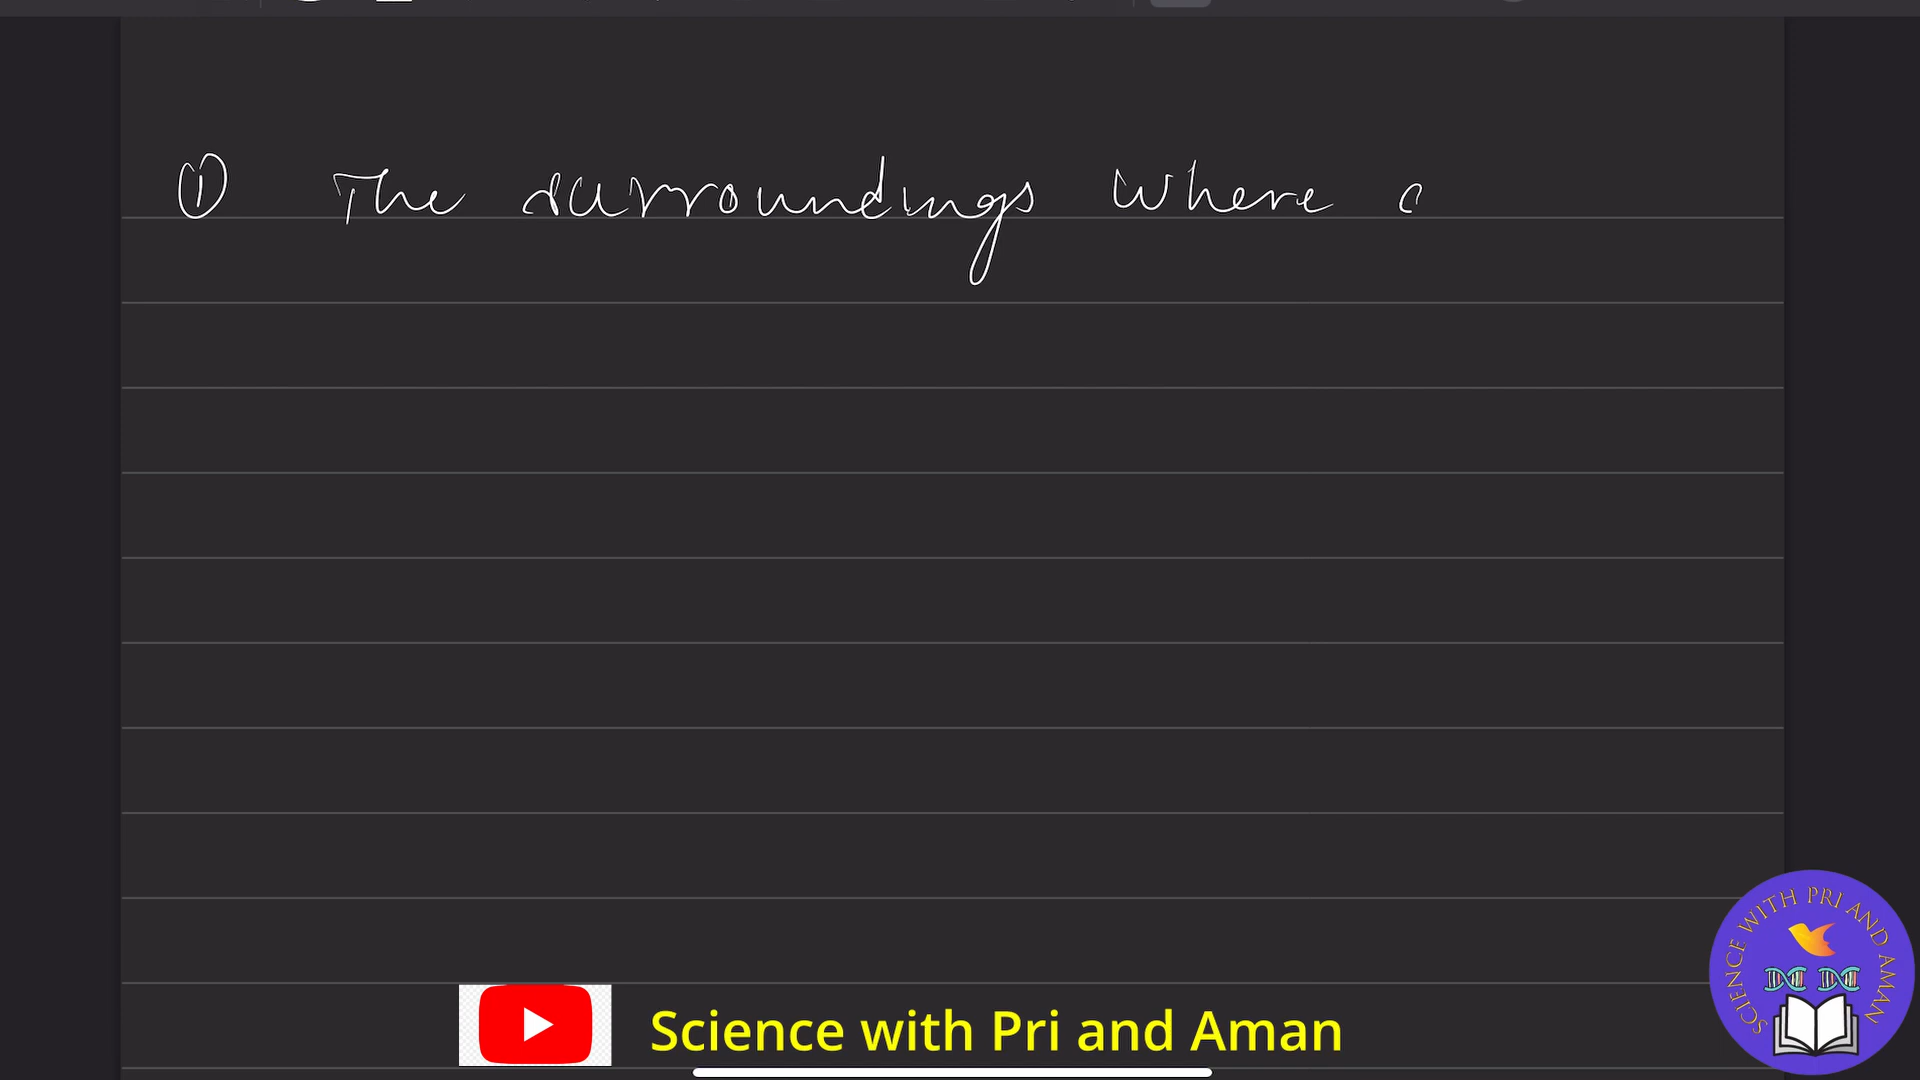 ① The surroundings where
Science with Pri and Aman
SCIENCE WITH PRI AND AMAN